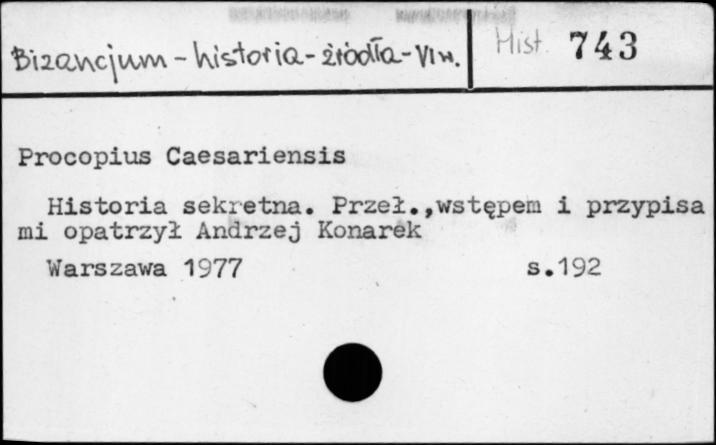 Bizancjum - historia - źródła - VI w.
Hist 743
Procopius Caesariensis
Historia sekretna. Przeł.,wstępem i przypisa
mi opatrzył Andrzej Konarek
Warszawa 1977 s.192